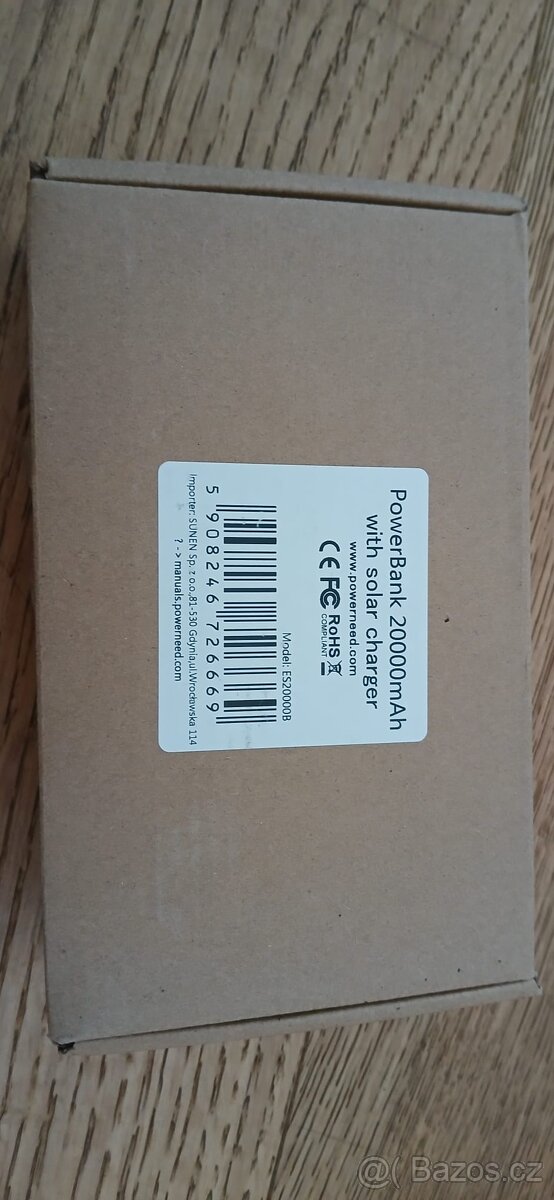 PowerBank 20000mAh
with solar charger
www.powerneed.com
CE FC RoHS
COMPLIANT
Model: ES20000B
5 908246 726669
Importer: SUNEN Sp. z o.o.,81-530 Gdynia,ul.Wrocławska 114
? -> manuals.powerneed.com
@( Bazos.cz